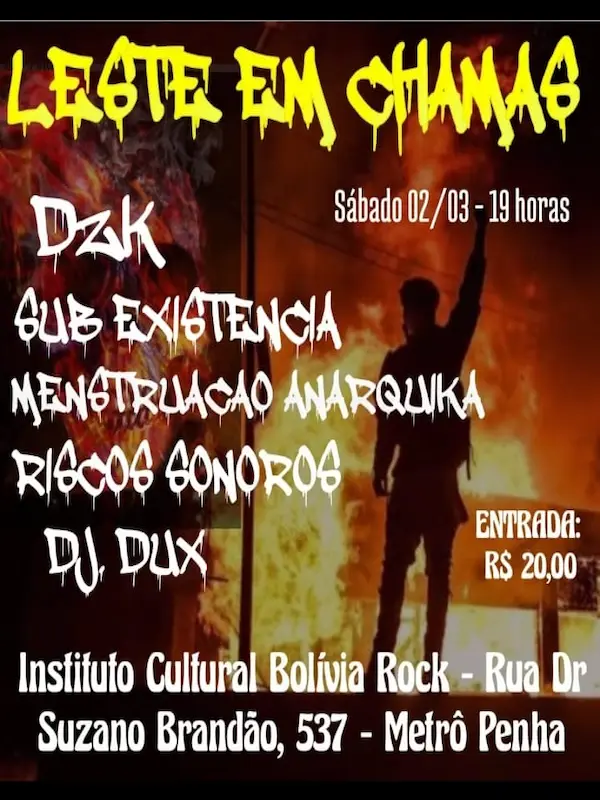 LESTE EM CHAMAS
Sábado 02/03 - 19 horas
DZK
SUB EXISTENCIA
MENSTRUACAO ANARQUIKA
RISCOS SONOROS
DJ. DUX
ENTRADA:
R$ 20,00
Instituto Cultural Bolívia Rock - Rua Dr
Suzano Brandão, 537 - Metrô Penha